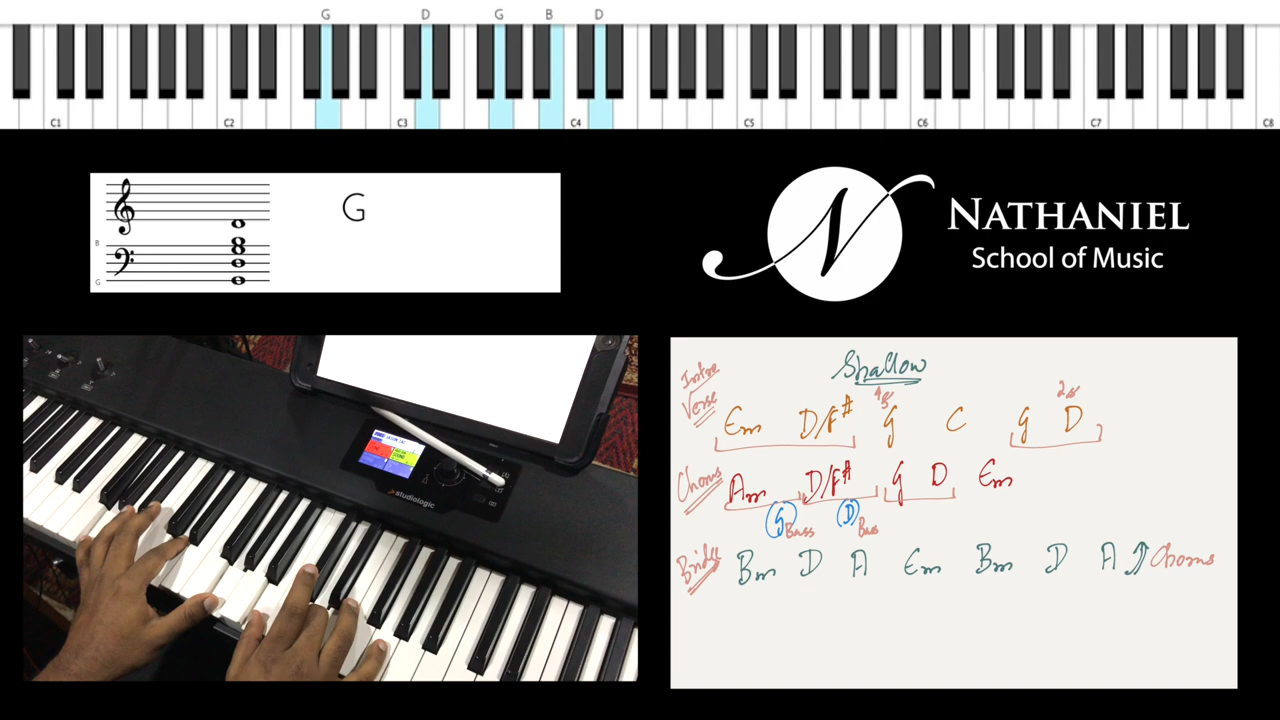 G D G B D
C1 C2 C3 C4 C5 C6 C7 C8
G
B
G
NATHANIEL
School of Music
studiologic
Shallow
Intro
Verse
Em D/F# G C G D
Chorus
Am D/F# G D Em
G Bass D Bass
Bridge
Bm D A Em Bm D A Chorus